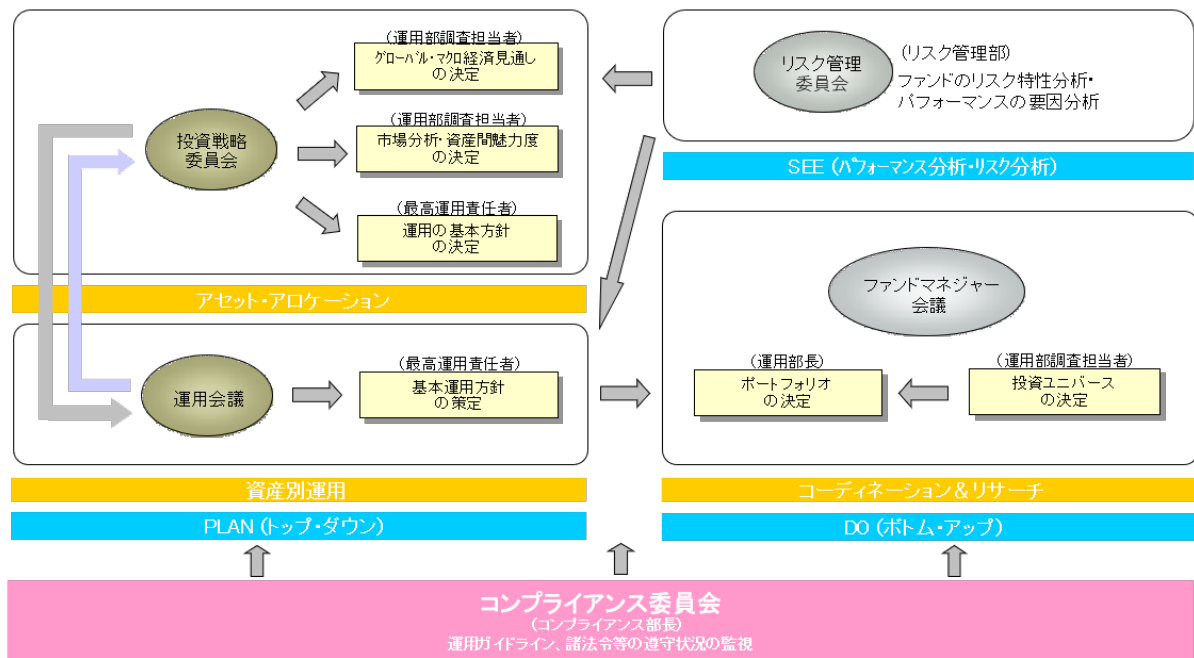 (運用部調査担当者)
グローバル・マクロ経済見通し
の決定
投資戦略
委員会
(運用部調査担当者)
市場分析・資産間魅力度
の決定
(最高運用責任者)
運用の基本方針
の決定
アセット・アロケーション
リスク管理
委員会
(リスク管理部)
ファンドのリスク特性分析・
パフォーマンスの要因分析
SEE (パフォーマンス分析・リスク分析)
運用会議
(最高運用責任者)
基本運用方針
の策定
資産別運用
PLAN (トップ・ダウン)
ファンドマネジャー
会議
(運用部長)
ポートフォリオ
の決定
(運用部調査担当者)
投資ユニバース
の決定
コーディネーション＆リサーチ
DO (ボトム・アップ)
コンプライアンス委員会
(コンプライアンス部長)
運用ガイドライン、諸法令等の遵守状況の監視